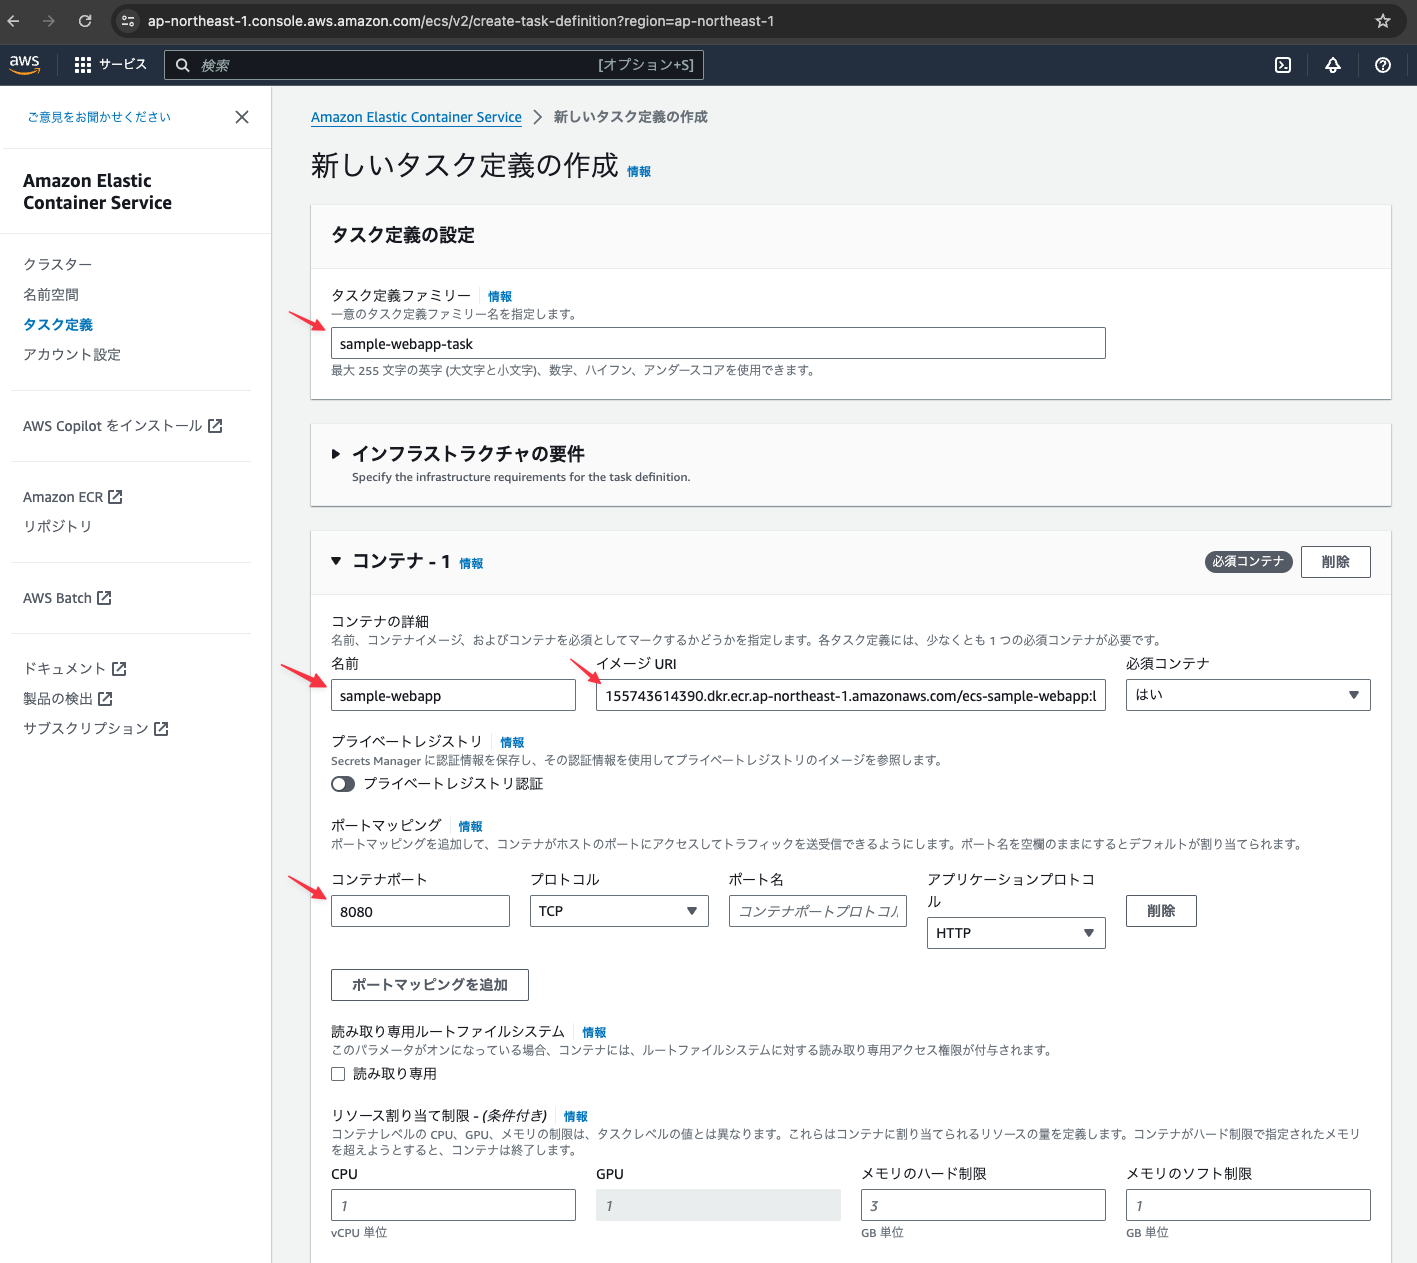 ap-northeast-1.console.aws.amazon.com/ecs/v2/create-task-definition?region=ap-northeast-1
aws
サービス
検索
[オプション+S]
ご意見をお聞かせください
Amazon Elastic Container Service
新しいタスク定義の作成
Amazon Elastic
Container Service
クラスター
名前空間
タスク定義
アカウント設定
AWS Copilot をインストール
Amazon ECR
リポジトリ
AWS Batch
ドキュメント
製品の検出
サブスクリプション
新しいタスク定義の作成 情報
タスク定義の設定
タスク定義ファミリー 情報
一意のタスク定義ファミリー名を指定します。
sample-webapp-task
最大 255 文字の英字 (大文字と小文字)、数字、ハイフン、アンダースコアを使用できます。
インフラストラクチャの要件
Specify the infrastructure requirements for the task definition.
コンテナ - 1 情報
必須コンテナ
削除
コンテナの詳細
名前、コンテナイメージ、およびコンテナを必須としてマークするかどうかを指定します。各タスク定義には、少なくとも 1 つの必須コンテナが必要です。
名前
イメージ URI
必須コンテナ
sample-webapp
155743614390.dkr.ecr.ap-northeast-1.amazonaws.com/ecs-sample-webapp:l
はい
プライベートレジストリ 情報
Secrets Manager に認証情報を保存し、その認証情報を使用してプライベートレジストリのイメージを参照します。
プライベートレジストリ認証
ポートマッピング 情報
ポートマッピングを追加して、コンテナがホストのポートにアクセスしてトラフィックを送受信できるようにします。ポート名を空欄のままにするとデフォルトが割り当てられます。
コンテナポート
プロトコル
ポート名
アプリケーションプロトコ
ル
8080
TCP
コンテナポートプロトコル
HTTP
削除
ポートマッピングを追加
読み取り専用ルートファイルシステム 情報
このパラメータがオンになっている場合、コンテナには、ルートファイルシステムに対する読み取り専用アクセス権限が付与されます。
読み取り専用
リソース割り当て制限 - (条件付き) 情報
コンテナレベルの CPU、GPU、メモリの制限は、タスクレベルの値とは異なります。これらはコンテナに割り当てられるリソースの量を定義します。コンテナがハード制限で指定されたメモリ
を超えようとすると、コンテナは終了します。
CPU
GPU
メモリのハード制限
メモリのソフト制限
1
1
3
1
vCPU 単位
GB 単位
GB 単位